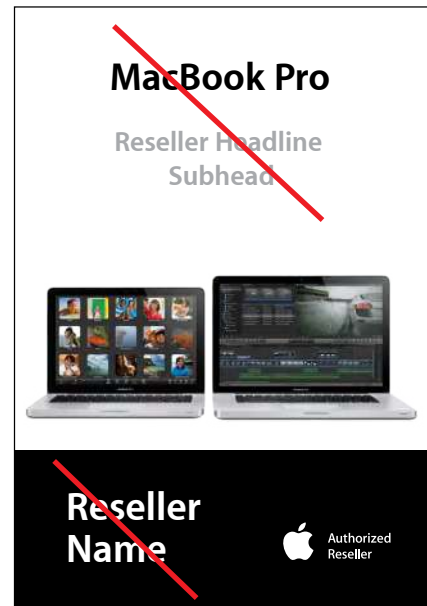 MacBook Pro
Reseller Headline
Subhead
Reseller
Name
Authorized
Reseller